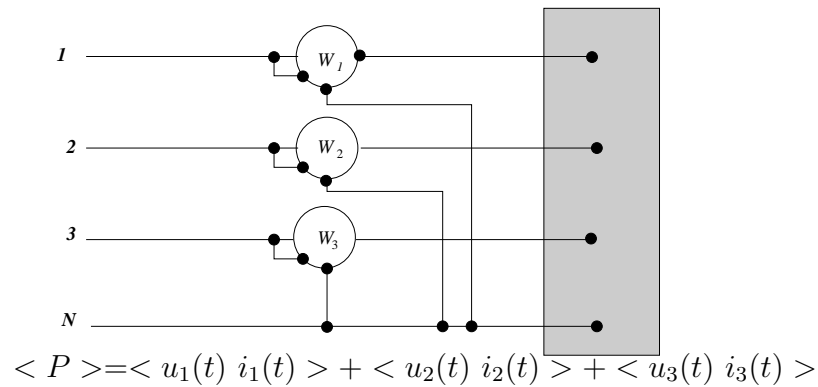 1
W₁
2
W₂
3
W₃
N
< P >=< u₁(t) i₁(t) > + < u₂(t) i₂(t) > + < u₃(t) i₃(t) >